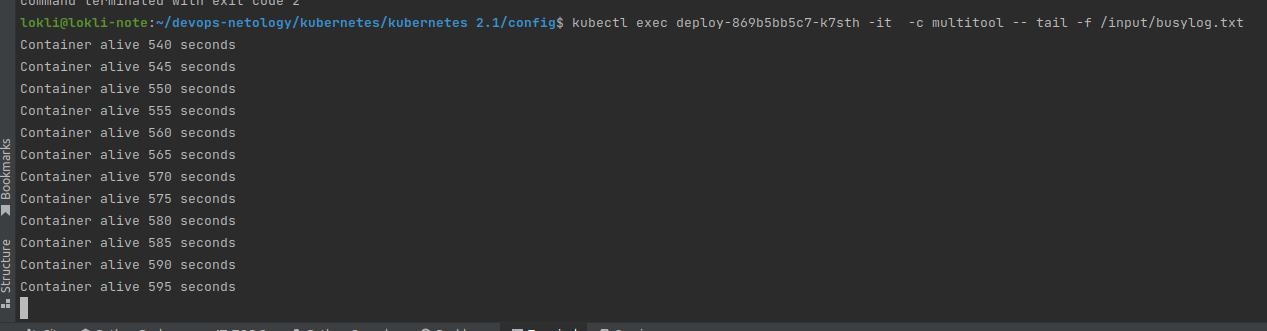 command terminated with exit code 2
lokli@lokli-note:~/devops-netology/kubernetes/kubernetes 2.1/config$ kubectl exec deploy-869b5bb5c7-k7sth -it  -c multitool -- tail -f /input/busylog.txt
Container alive 540 seconds
Container alive 545 seconds
Container alive 550 seconds
Container alive 555 seconds
Container alive 560 seconds
Container alive 565 seconds
Container alive 570 seconds
Container alive 575 seconds
Container alive 580 seconds
Container alive 585 seconds
Container alive 590 seconds
Container alive 595 seconds
Bookmarks
Structure